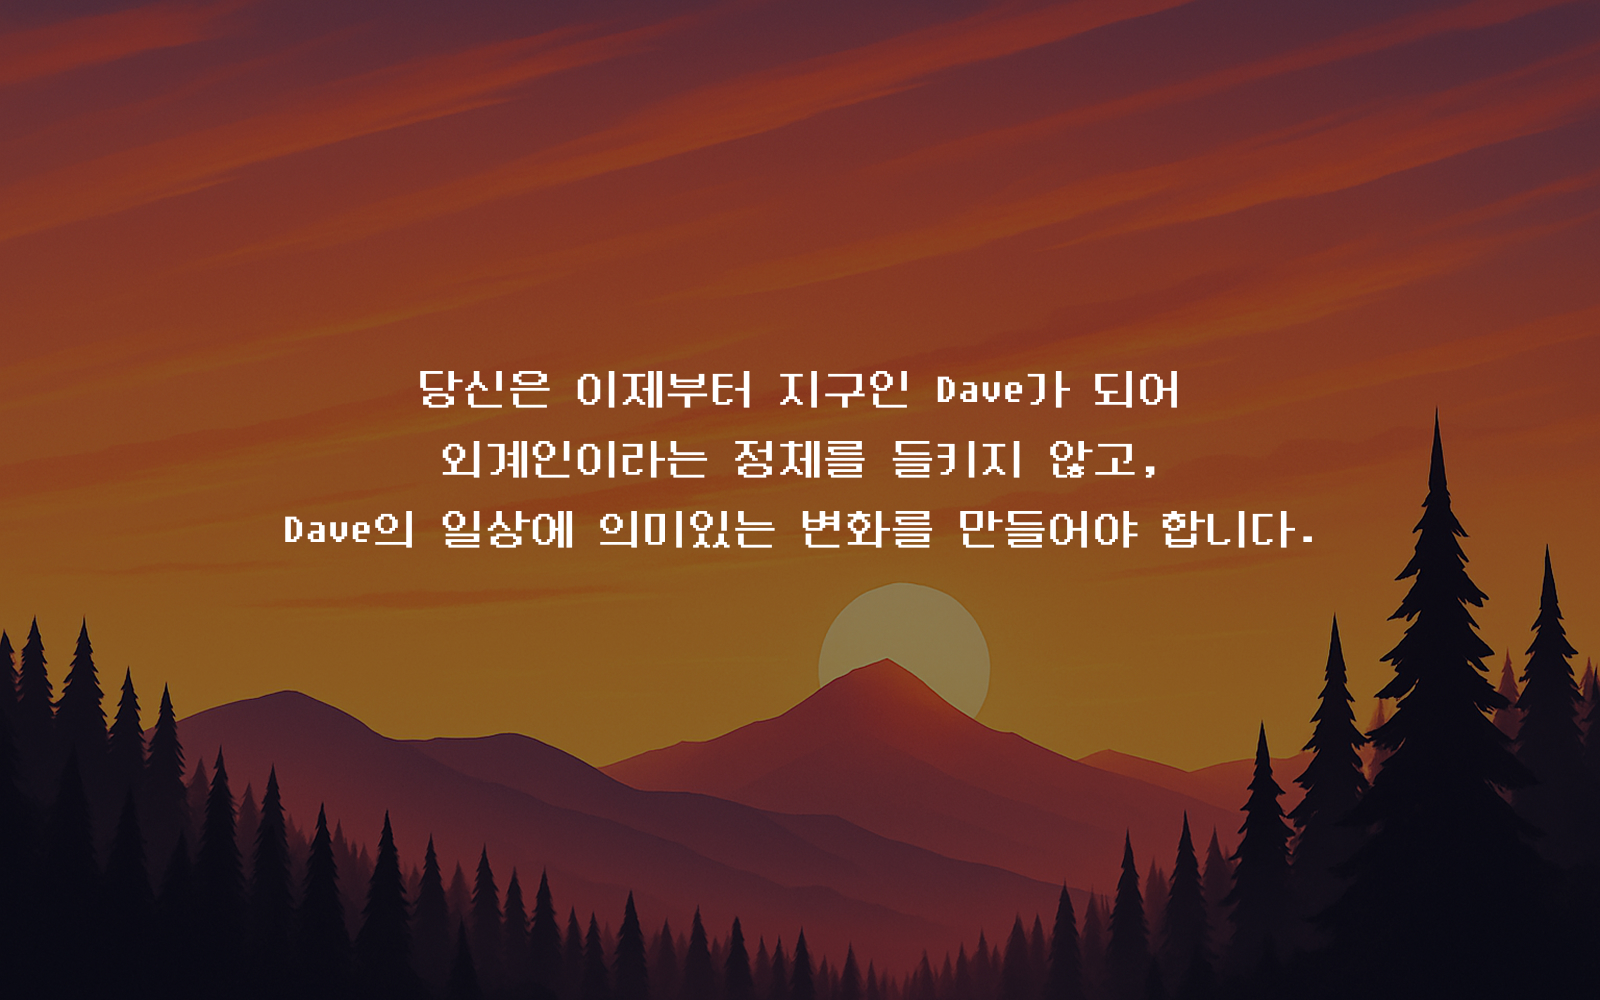 당신은 이제부터 지구인 Dave가 되어
외계인이라는 정체를 들키지 않고,
Dave의 일상에 의미있는 변화를 만들어야 합니다.